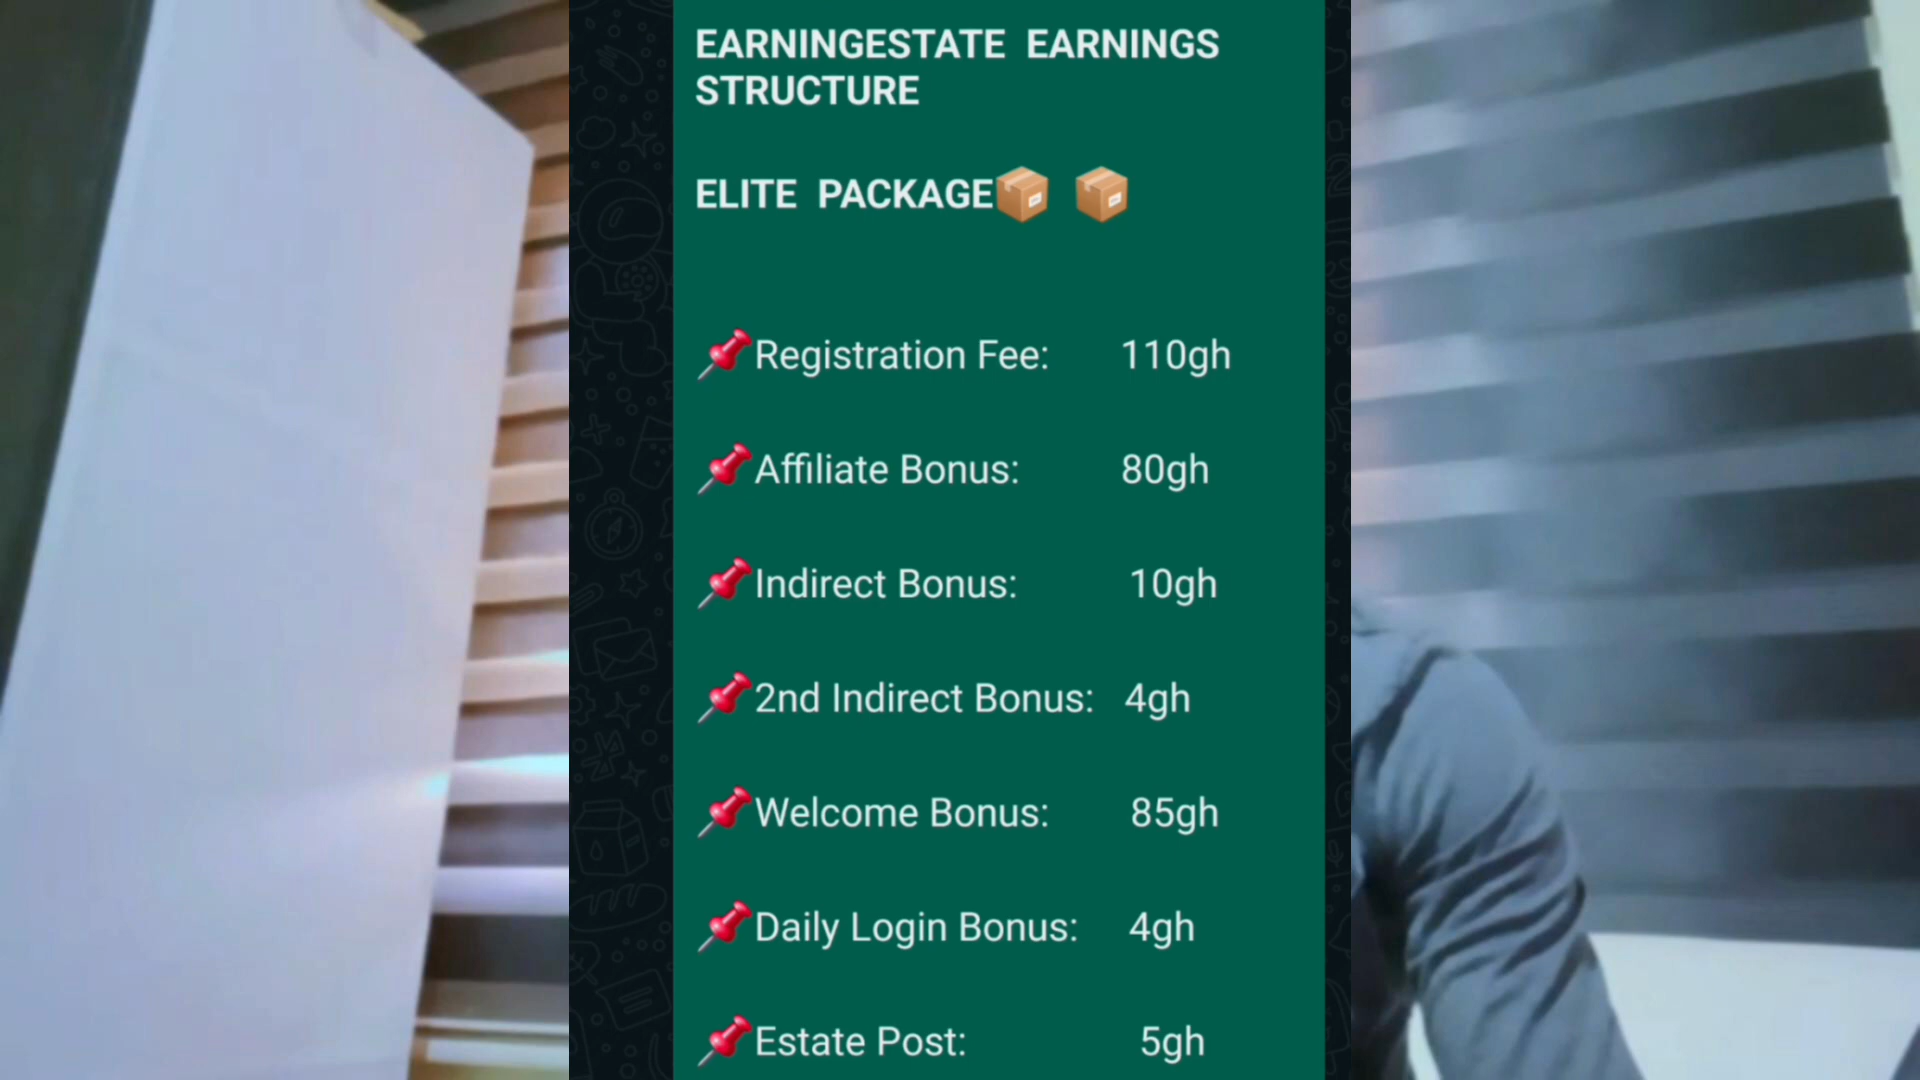 EARNINGESTATE EARNINGS
STRUCTURE
ELITE PACKAGE📦 📦
📌Registration Fee: 110gh
📌Affiliate Bonus: 80gh
📌Indirect Bonus: 10gh
📌2nd Indirect Bonus: 4gh
📌Welcome Bonus: 85gh
📌Daily Login Bonus: 4gh
📌Estate Post: 5gh